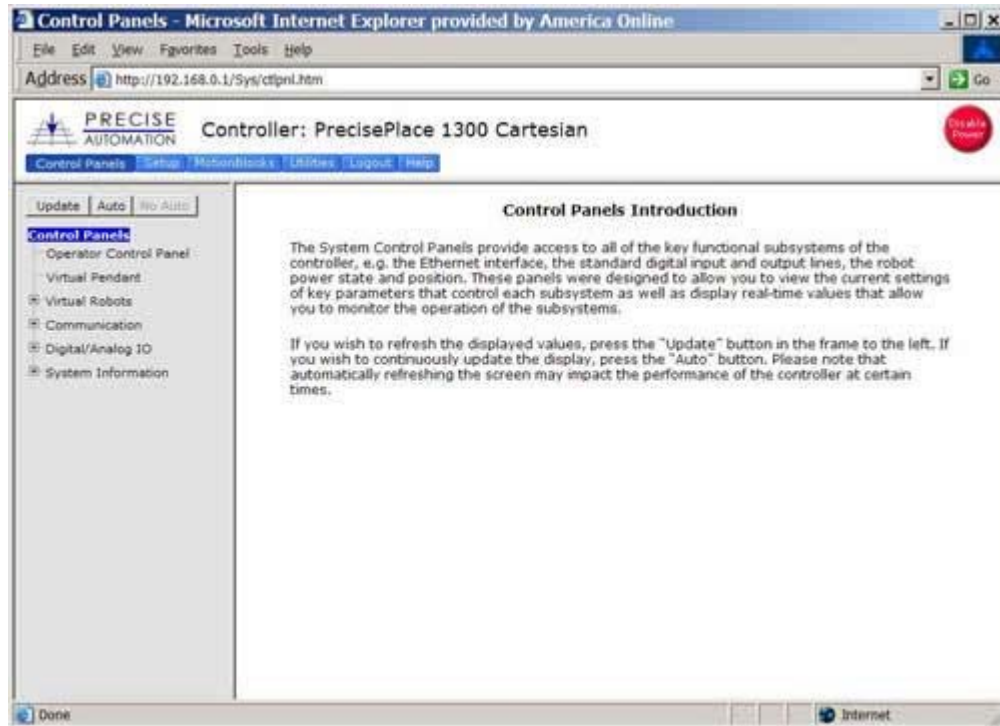 Control Panels - Microsoft Internet Explorer provided by America Online
File Edit View Favorites Tools Help
Address http://192.168.0.1/Sys/ctlpnl.htm Go
PRECISE
AUTOMATION
Controller: PrecisePlace 1300 Cartesian
Disable
Power
Control Panels Setup MotionBlocks Utilities Logout Help
Update Auto No Auto
Control Panels
Operator Control Panel
Virtual Pendant
Virtual Robots
Communication
Digital/Analog IO
System Information
Control Panels Introduction
The System Control Panels provide access to all of the key functional subsystems of the
controller, e.g. the Ethernet interface, the standard digital input and output lines, the robot
power state and position. These panels were designed to allow you to view the current settings
of key parameters that control each subsystem as well as display real-time values that allow
you to monitor the operation of the subsystems.
If you wish to refresh the displayed values, press the "Update" button in the frame to the left. If
you wish to continuously update the display, press the "Auto" button. Please note that
automatically refreshing the screen may impact the performance of the controller at certain
times.
Done
Internet